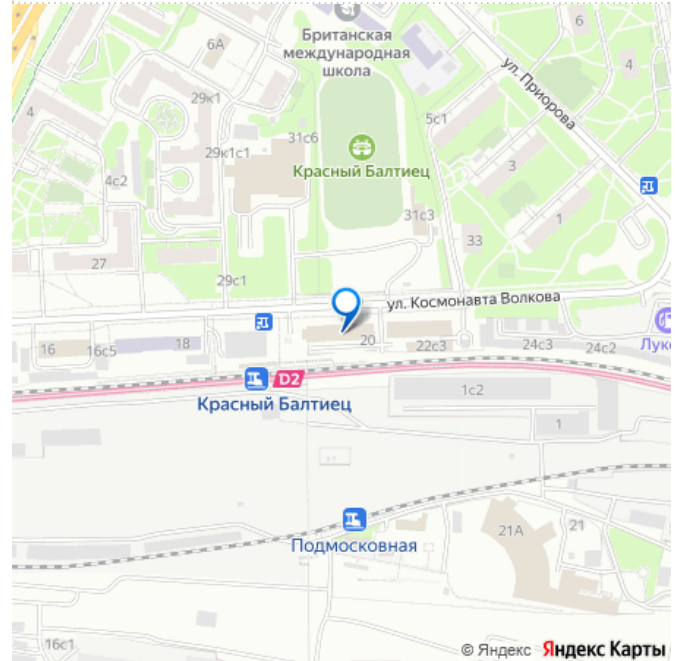 Британская
международная
школа
6А
6
4
ул. Приорова
4
29к1
5с1
31с6
29к1с1
Красный Балтиец
3
4с2
31с3
1
33
27
29с1
ул. Космонавта Волкова
16
16с5
18
20
22с3
24с3
24с2
Лук
D2
Красный Балтиец
1с2
1
Подмосковная
21А
21
16с1
© Яндекс Яндекс Карты